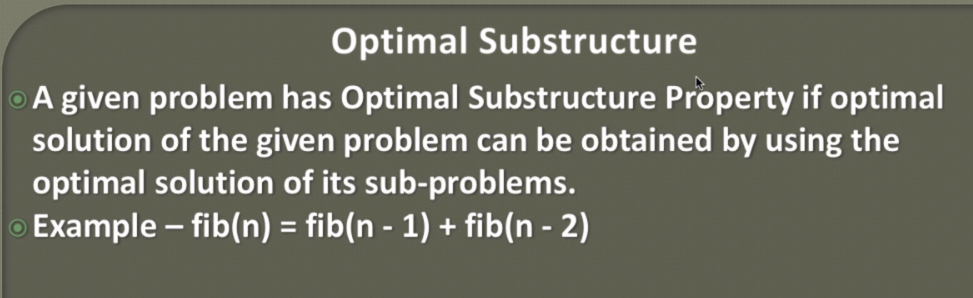 Optimal Substructure
A given problem has Optimal Substructure Property if optimal
solution of the given problem can be obtained by using the
optimal solution of its sub-problems.
Example – fib(n) = fib(n - 1) + fib(n - 2)